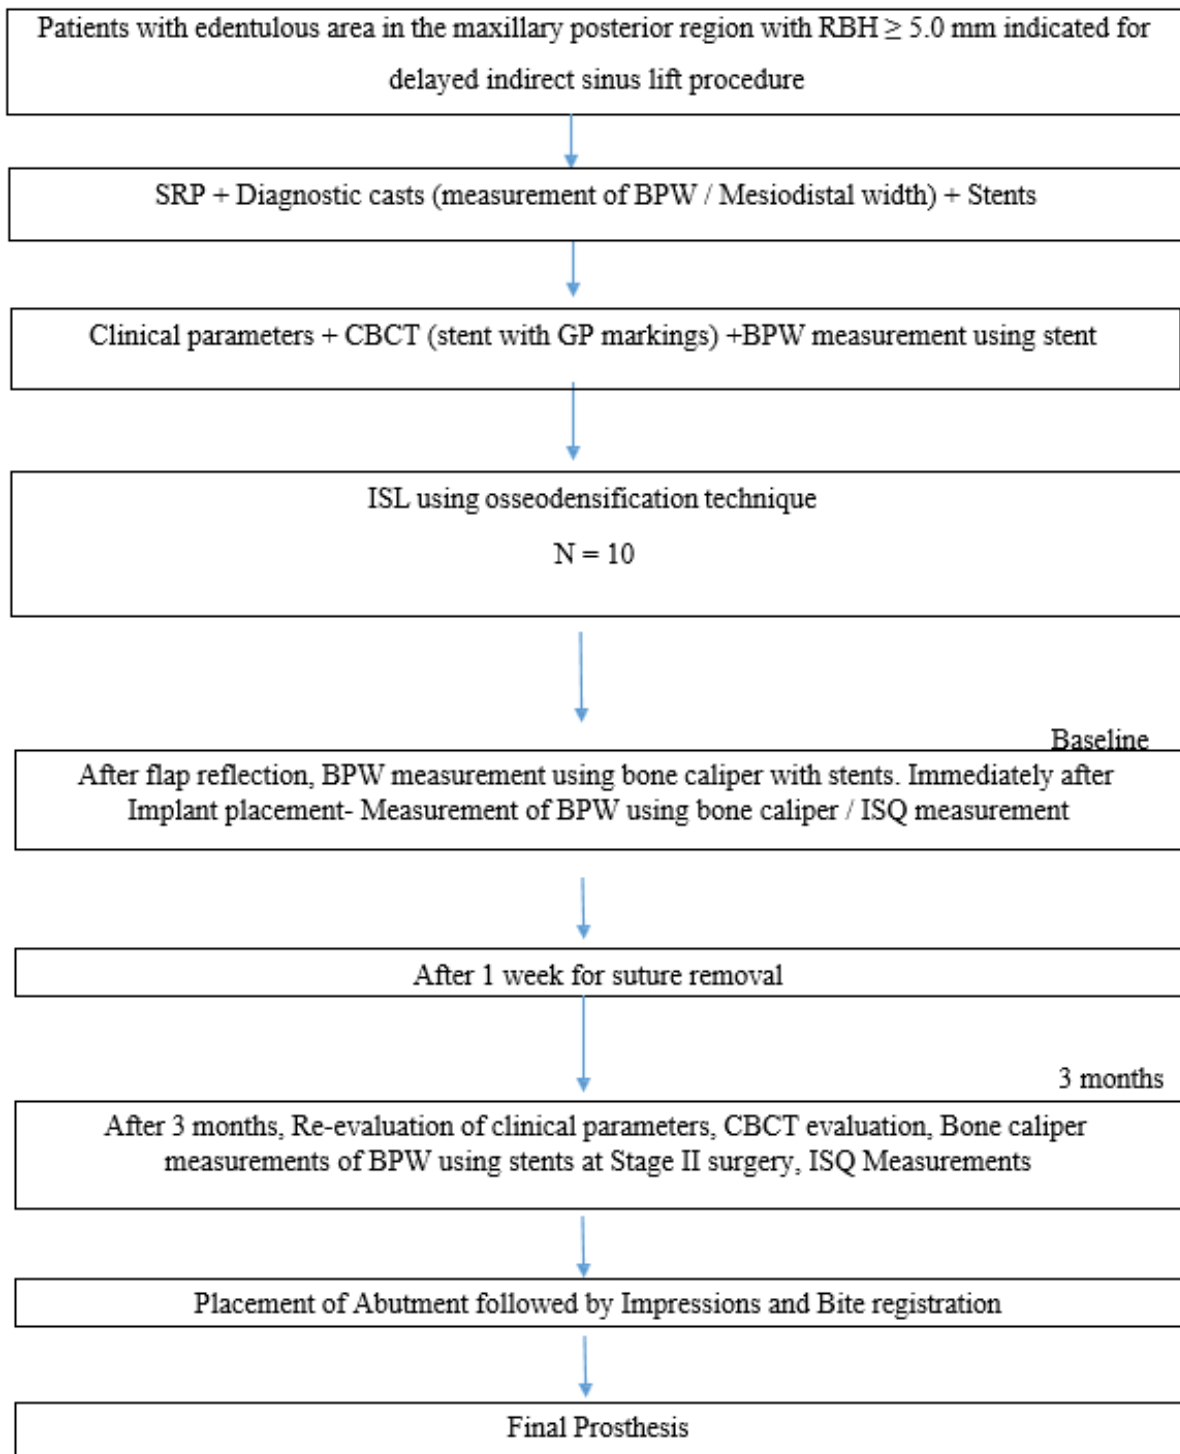 Patients with edentulous area in the maxillary posterior region with RBH ≥ 5.0 mm indicated for
delayed indirect sinus lift procedure
SRP + Diagnostic casts (measurement of BPW / Mesiodistal width) + Stents
Clinical parameters + CBCT (stent with GP markings) +BPW measurement using stent
ISL using osseodensification technique
N = 10
Baseline
After flap reflection, BPW measurement using bone caliper with stents. Immediately after
Implant placement- Measurement of BPW using bone caliper / ISQ measurement
After 1 week for suture removal
3 months
After 3 months, Re-evaluation of clinical parameters, CBCT evaluation, Bone caliper
measurements of BPW using stents at Stage II surgery, ISQ Measurements
Placement of Abutment followed by Impressions and Bite registration
Final Prosthesis